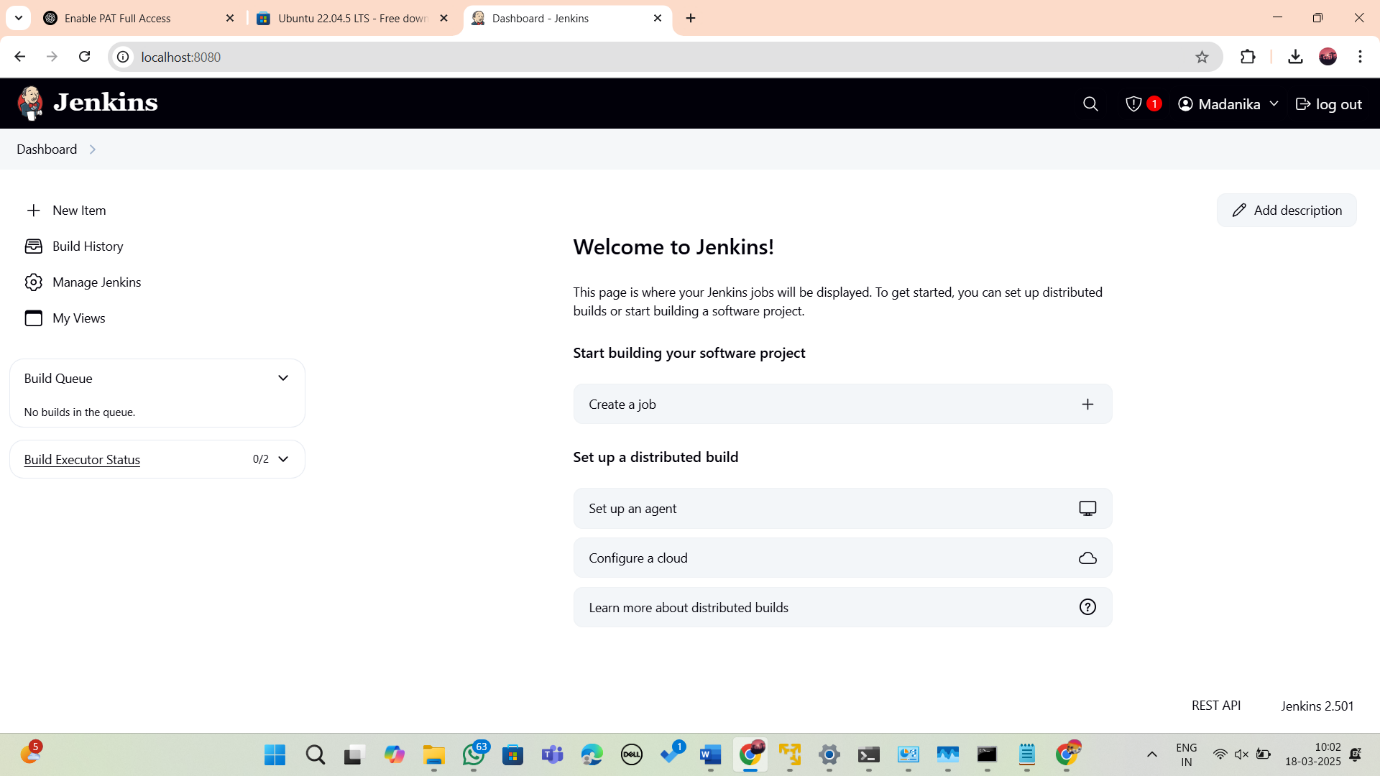 Enable PAT Full Access
Ubuntu 22.04.5 LTS - Free down
Dashboard - Jenkins
localhost:8080
Jenkins
1
Madanika
log out
Dashboard
New Item
Build History
Manage Jenkins
My Views
Build Queue
No builds in the queue.
Build Executor Status
0/2
Add description
Welcome to Jenkins!
This page is where your Jenkins jobs will be displayed. To get started, you can set up distributed
builds or start building a software project.
Start building your software project
Create a job
Set up a distributed build
Set up an agent
Configure a cloud
Learn more about distributed builds
REST API
Jenkins 2.501
5
63
DELL
1
ENG
IN
10:02
18-03-2025